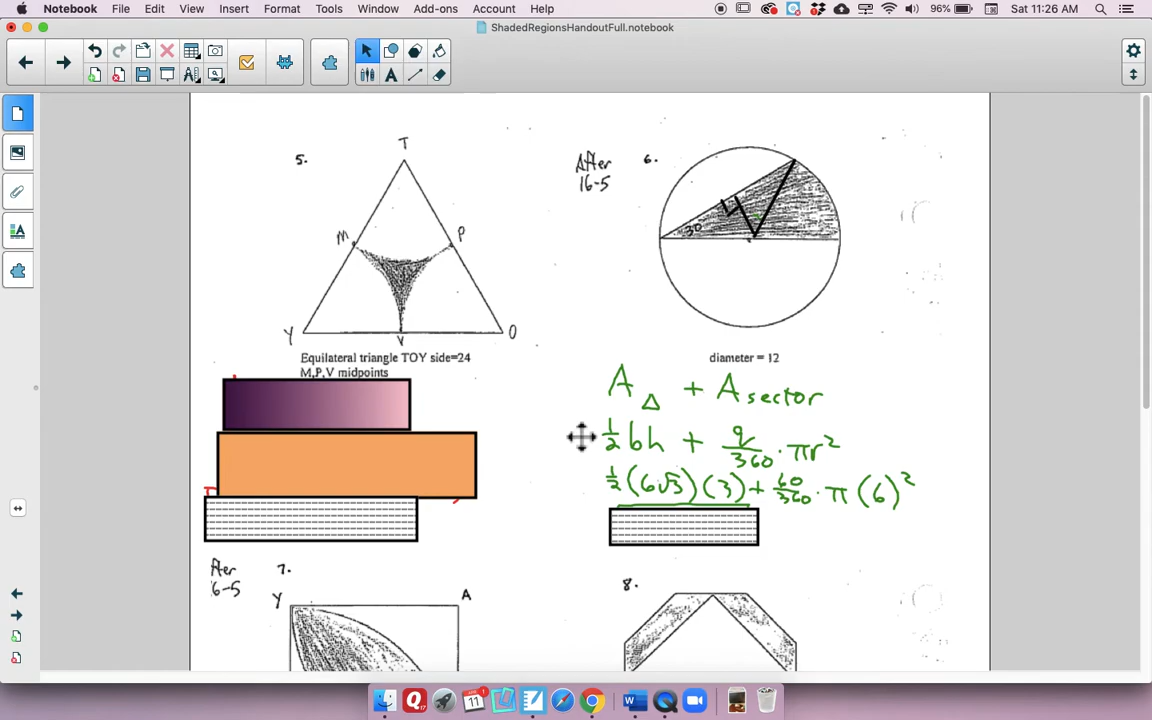 Notebook File Edit View Insert Format Tools Window Add-ons Account Help 96% Sat 11:26 AM
ShadedRegionsHandoutFull.notebook
5.
T
M
P
Y
V
O
Equilateral triangle TOY side=24
M,P,V midpoints
After
16-5
6.
30
diameter = 12
A△ + A sector
½bh + q/360 · πr²
½(6√3)(3) + 60/360 · π(6)²
fter
6-5
7.
Y
A
8.